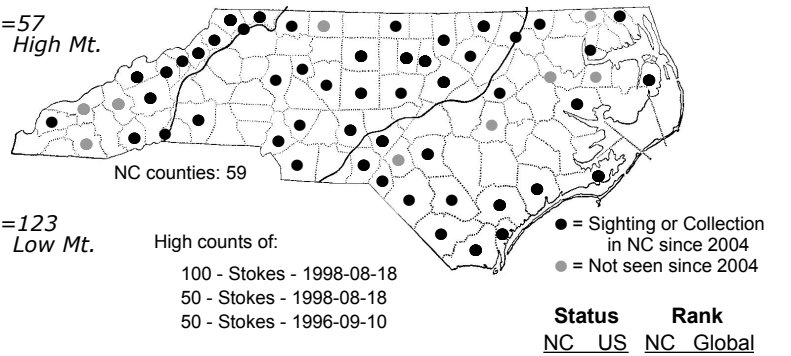 =57
High Mt.
NC counties: 59
=123
Low Mt.
High counts of:
100 - Stokes - 1998-08-18
50 - Stokes - 1998-08-18
50 - Stokes - 1996-09-10
● = Sighting or Collection
in NC since 2004
● = Not seen since 2004
Status Rank
NC US NC Global